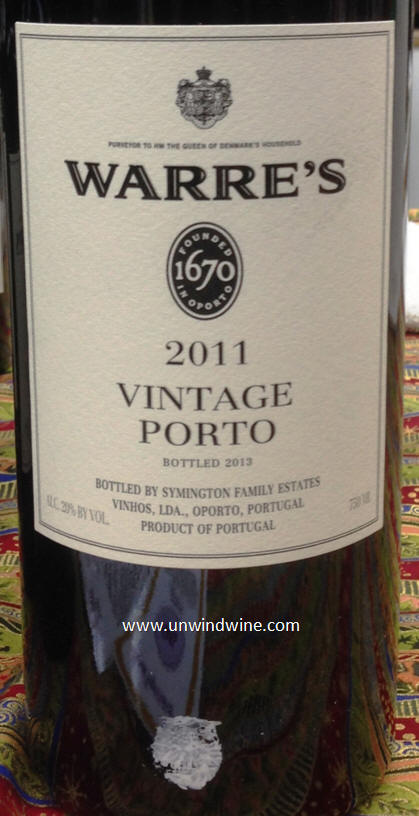 PURVEYOR TO HM THE QUEEN OF DENMARK'S HOUSEHOLD
WARRE'S
FOUNDED
1670
IN OPORTO
2011
VINTAGE
PORTO
BOTTLED 2013
BOTTLED BY SYMINGTON FAMILY ESTATES
ALC. 20% BY VOL. VINHOS, LDA., OPORTO, PORTUGAL 750 ML
PRODUCT OF PORTUGAL
www.unwindwine.com